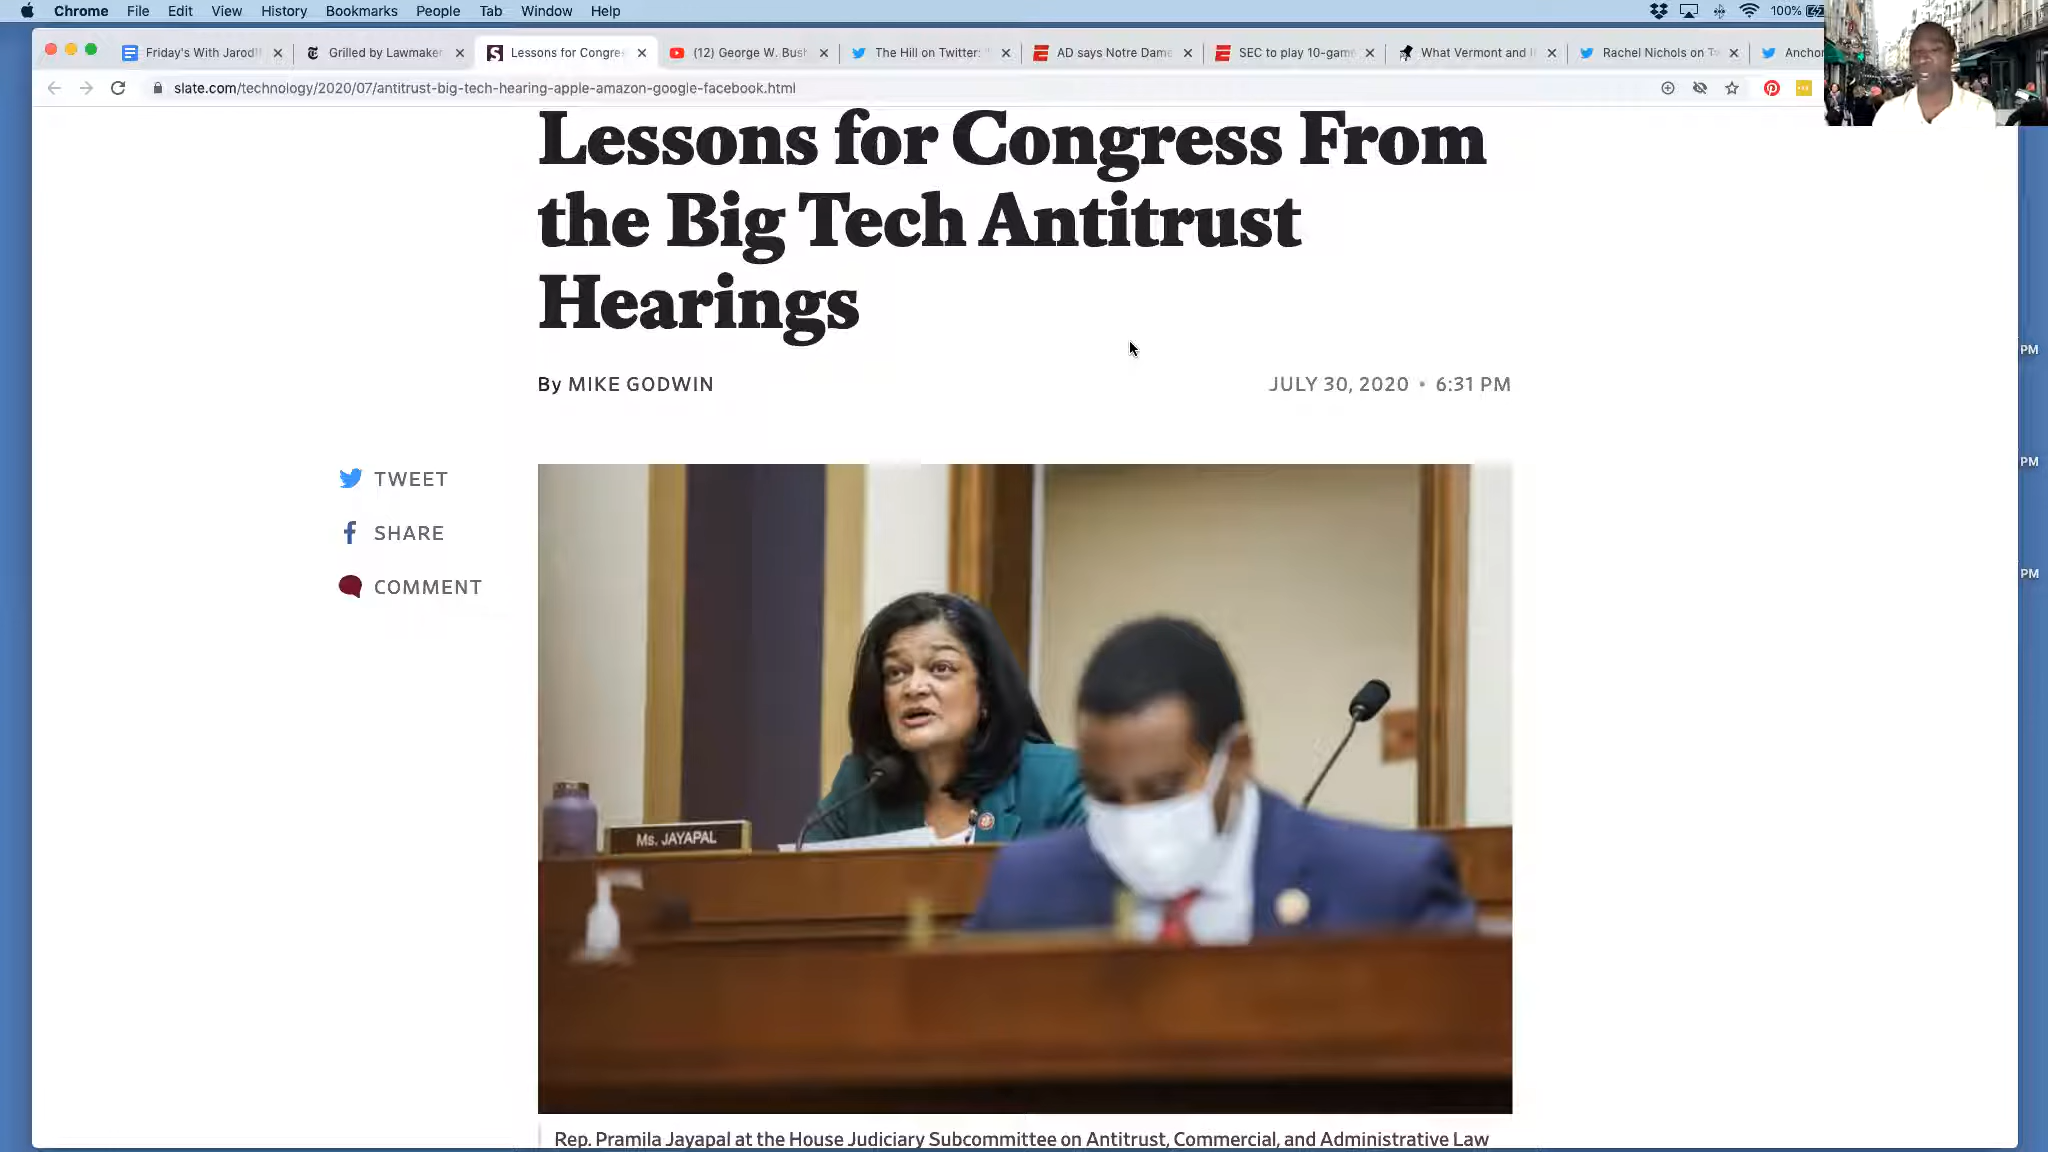 Chrome File Edit View History Bookmarks People Tab Window Help 100%
Friday's With Jarod! Grilled by Lawmaker Lessons for Congre (12) George W. Bush The Hill on Twitter: AD says Notre Dame SEC to play 10-gam What Vermont and Rachel Nichols on T Anchor
slate.com/technology/2020/07/antitrust-big-tech-hearing-apple-amazon-google-facebook.html
Lessons for Congress From
the Big Tech Antitrust
Hearings
By MIKE GODWIN JULY 30, 2020 • 6:31 PM
TWEET
SHARE
COMMENT
Ms. JAYAPAL
Rep. Pramila Jayapal at the House Judiciary Subcommittee on Antitrust, Commercial, and Administrative Law
PM
PM
PM